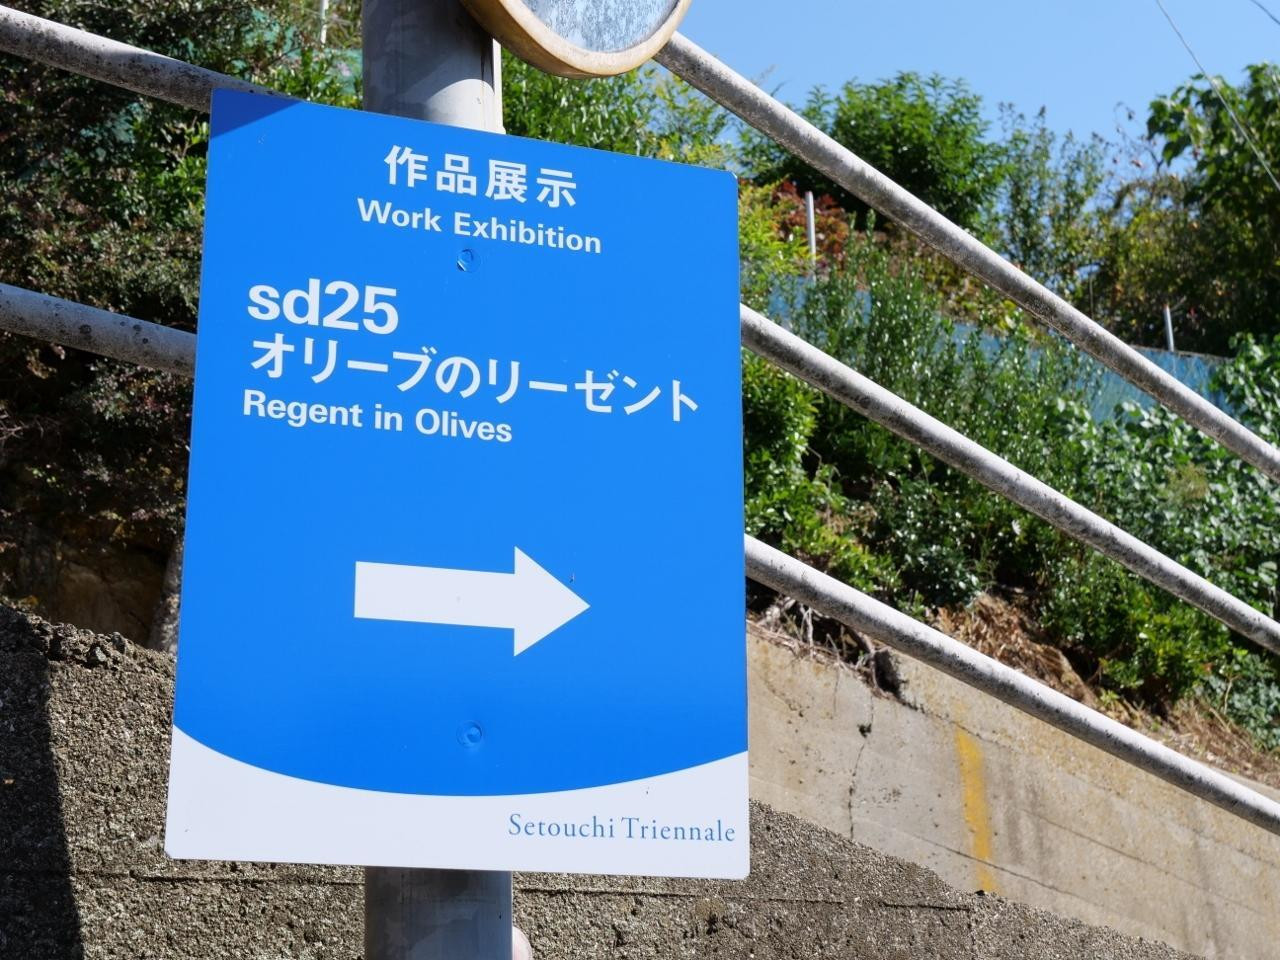 作品展示
Work Exhibition
sd25
オリーブのリーゼント
Regent in Olives
Setouchi Triennale